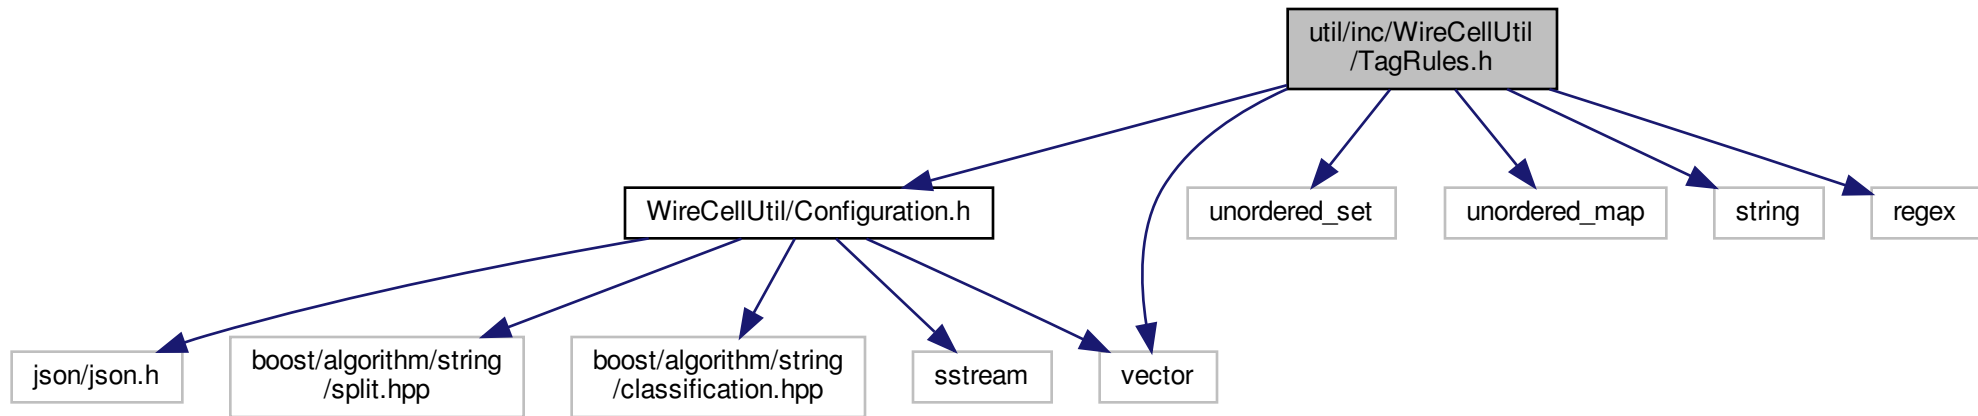 util/inc/WireCellUtil
/TagRules.h
WireCellUtil/Configuration.h
unordered_set
unordered_map
string
regex
json/json.h
boost/algorithm/string
/split.hpp
boost/algorithm/string
/classification.hpp
sstream
vector